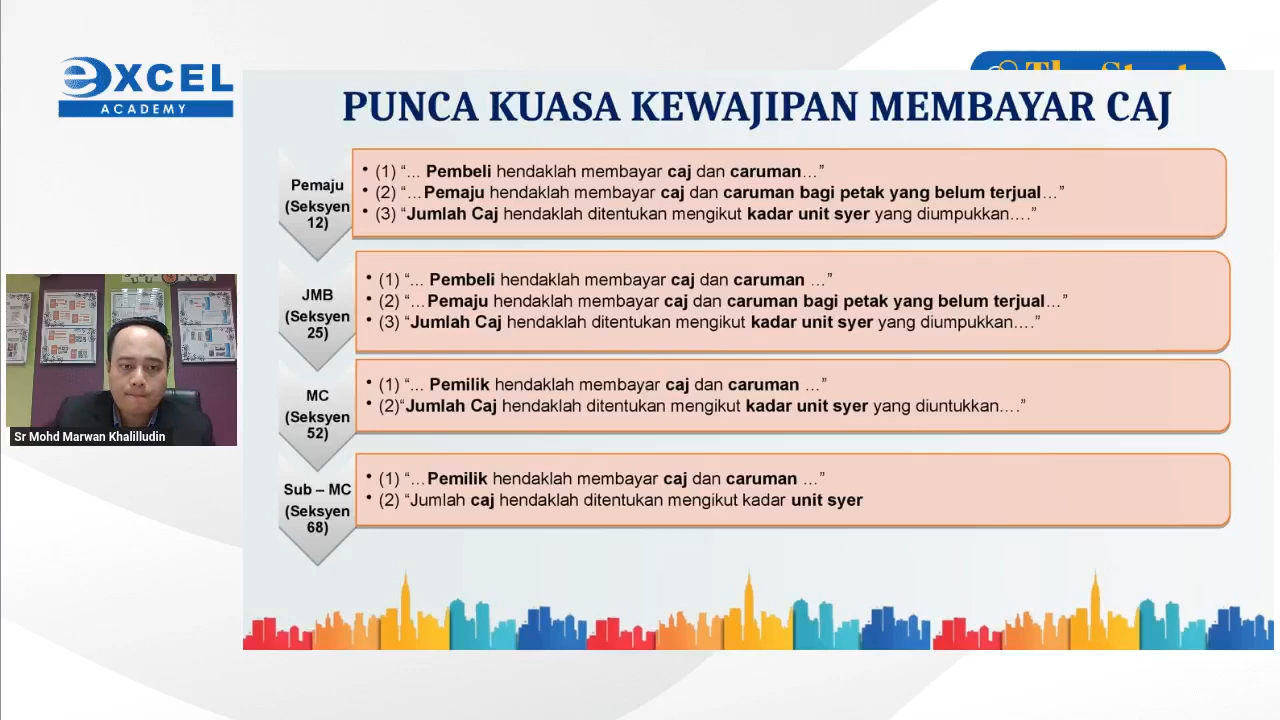 eXCEL
ACADEMY
PUNCA KUASA KEWAJIPAN MEMBAYAR CAJ
Pemaju
(Seksyen
12)
• (1) “... Pembeli hendaklah membayar caj dan caruman…”
• (2) “…Pemaju hendaklah membayar caj dan caruman bagi petak yang belum terjual…”
• (3) “Jumlah Caj hendaklah ditentukan mengikut kadar unit syer yang diumpukkan….”
JMB
(Seksyen
25)
• (1) “... Pembeli hendaklah membayar caj dan caruman …”
• (2) “…Pemaju hendaklah membayar caj dan caruman bagi petak yang belum terjual…”
• (3) “Jumlah Caj hendaklah ditentukan mengikut kadar unit syer yang diumpukkan….”
MC
(Seksyen
52)
• (1) “... Pemilik hendaklah membayar caj dan caruman …”
• (2)“Jumlah Caj hendaklah ditentukan mengikut kadar unit syer yang diuntukkan….”
Sub – MC
(Seksyen
68)
• (1) “…Pemilik hendaklah membayar caj dan caruman …”
• (2) “Jumlah caj hendaklah ditentukan mengikut kadar unit syer
Sr Mohd Marwan Khalilludin